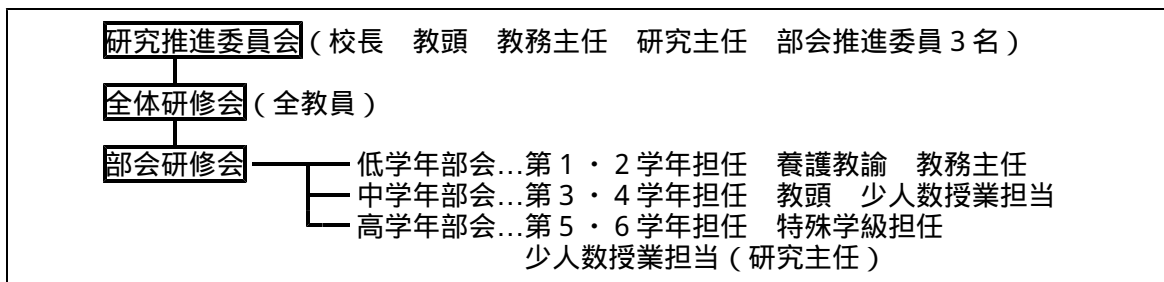 研究推進委員会(校長 教頭 教務主任 研究主任 部会推進委員3名)
全体研修会(全教員)
部会研修会 低学年部会…第1・2学年担任 養護教諭 教務主任
中学年部会…第3・4学年担任 教頭 少人数授業担当
高学年部会…第5・6学年担任 特殊学級担任
少人数授業担当(研究主任)